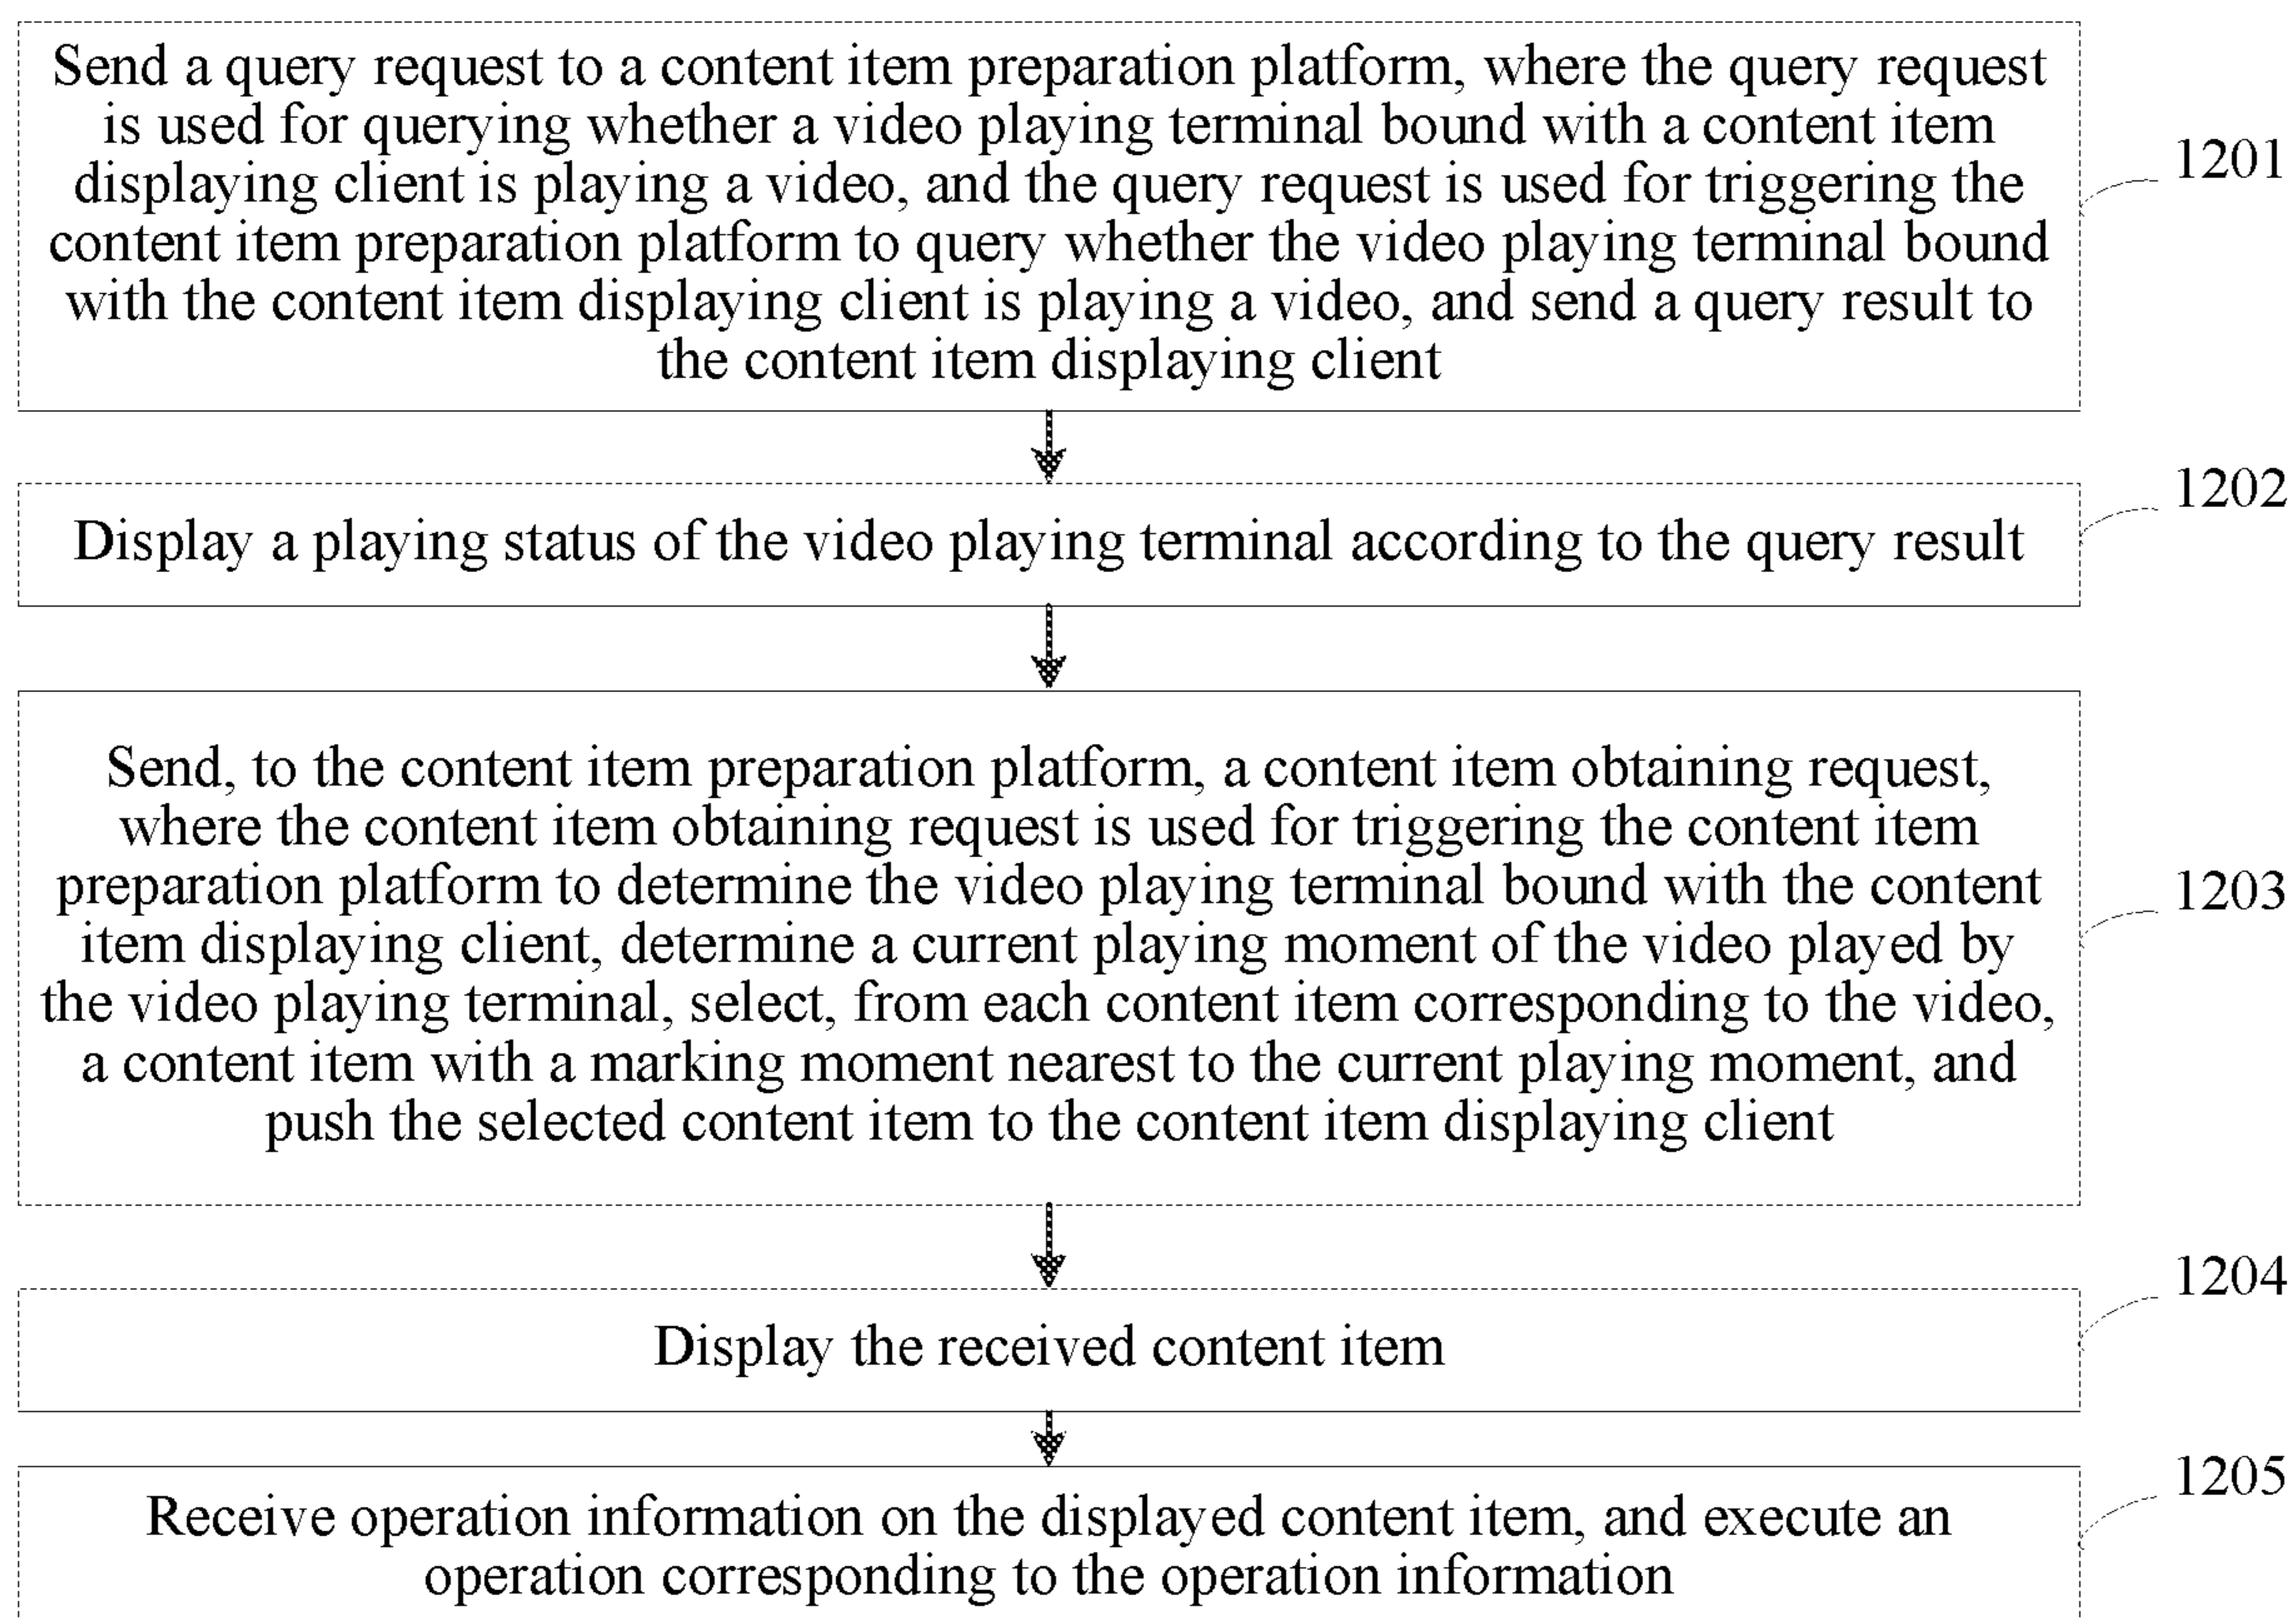 Send a query request to a content item preparation platform, where the query request
is used for querying whether a video playing terminal bound with a content item
displaying client is playing a video, and the query request is used for triggering the
content item preparation platform to query whether the video playing terminal bound
with the content item displaying client is playing a video, and send a query result to
the content item displaying client
1201
1202
Display a playing status of the video playing terminal according to the query result
Send, to the content item preparation platform, a content item obtaining request,
where the content item obtaining request is used for triggering the content item
preparation platform to determine the video playing terminal bound with the content
item displaying client, determine a current playing moment of the video played by
the video playing terminal, select, from each content item corresponding to the video,
a content item with a marking moment nearest to the current playing moment, and
push the selected content item to the content item displaying client
1203
1204
Display the received content item
1205
Receive operation information on the displayed content item, and execute an
operation corresponding to the operation information